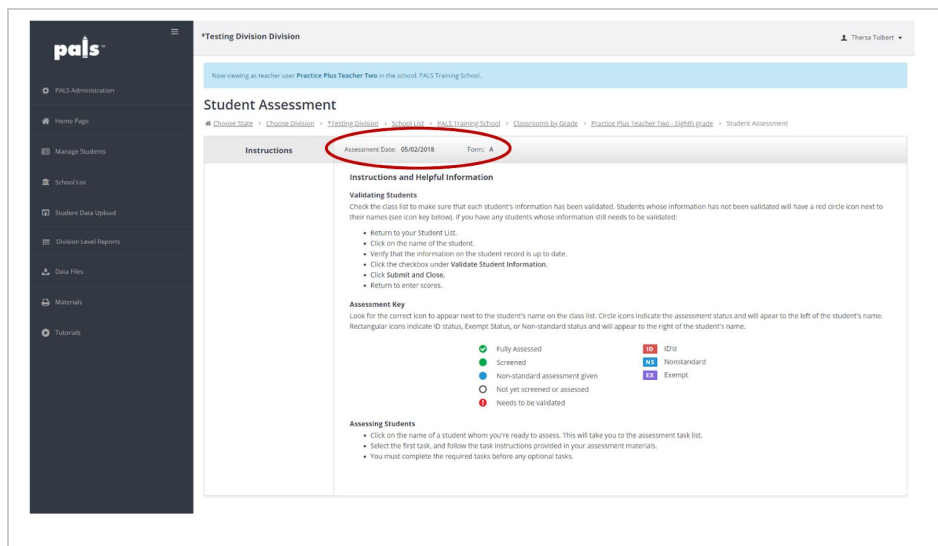 pals™
*Testing Division Division
Thersa Tolbert
Now viewing as teacher user Practice Plus Teacher Two in the school: PALS Training School.
PALS Administration
Home Page
Manage Students
School List
Student Data Upload
Division Level Reports
Data Files
Materials
Tutorials
Student Assessment
Choose State › Choose Division › *Testing Division › School List › PALS Training School › Classrooms by Grade › Practice Plus Teacher Two - Eighth grade › Student Assessment
Instructions
Assessment Date: 05/02/2018 Form: A
Instructions and Helpful Information
Validating Students
Check the class list to make sure that each student's information has been validated. Students whose information has not been validated will have a red circle icon next to
their names (see icon key below). If you have any students whose information still needs to be validated:
• Return to your Student List.
• Click on the name of the student.
• Verify that the information on the student record is up to date.
• Click the checkbox under Validate Student Information.
• Click Submit and Close.
• Return to enter scores.
Assessment Key
Look for the correct icon to appear next to the student's name on the class list. Circle icons indicate the assessment status and will apear to the left of the student's name.
Rectangular icons indicate ID status, Exempt Status, or Non-standard status and will appear to the right of the student's name.
Fully Assessed
Screened
Non-standard assessment given
Not yet screened or assessed
Needs to be validated
ID ID'd
NS Nonstandard
EX Exempt
Assessing Students
• Click on the name of a student whom you're ready to assess. This will take you to the assessment task list.
• Select the first task, and follow the task instructions provided in your assessment materials.
• You must complete the required tasks before any optional tasks.